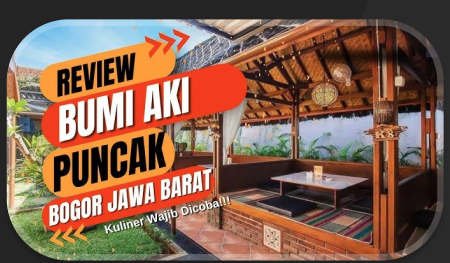 REVIEW
BUMI AKI
PUNCAK
BOGOR JAWA BARAT
Kuliner Wajib Dicoba!!!